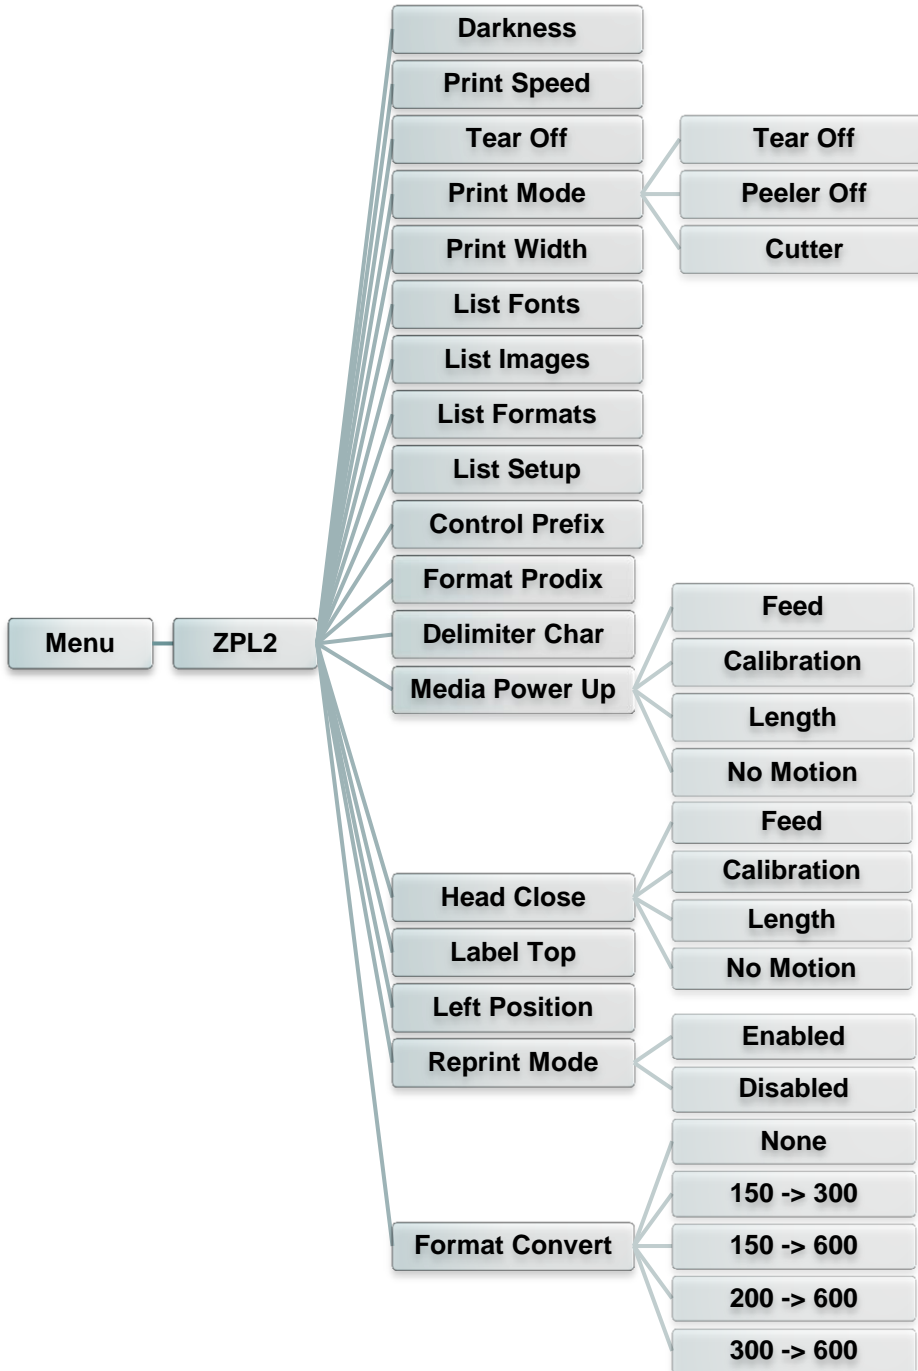 Menu
ZPL2
Darkness
Print Speed
Tear Off
Print Mode
Tear Off
Peeler Off
Cutter
Print Width
List Fonts
List Images
List Formats
List Setup
Control Prefix
Format Prodix
Delimiter Char
Media Power Up
Feed
Calibration
Length
No Motion
Head Close
Feed
Calibration
Length
No Motion
Label Top
Left Position
Reprint Mode
Enabled
Disabled
Format Convert
None
150 -> 300
150 -> 600
200 -> 600
300 -> 600